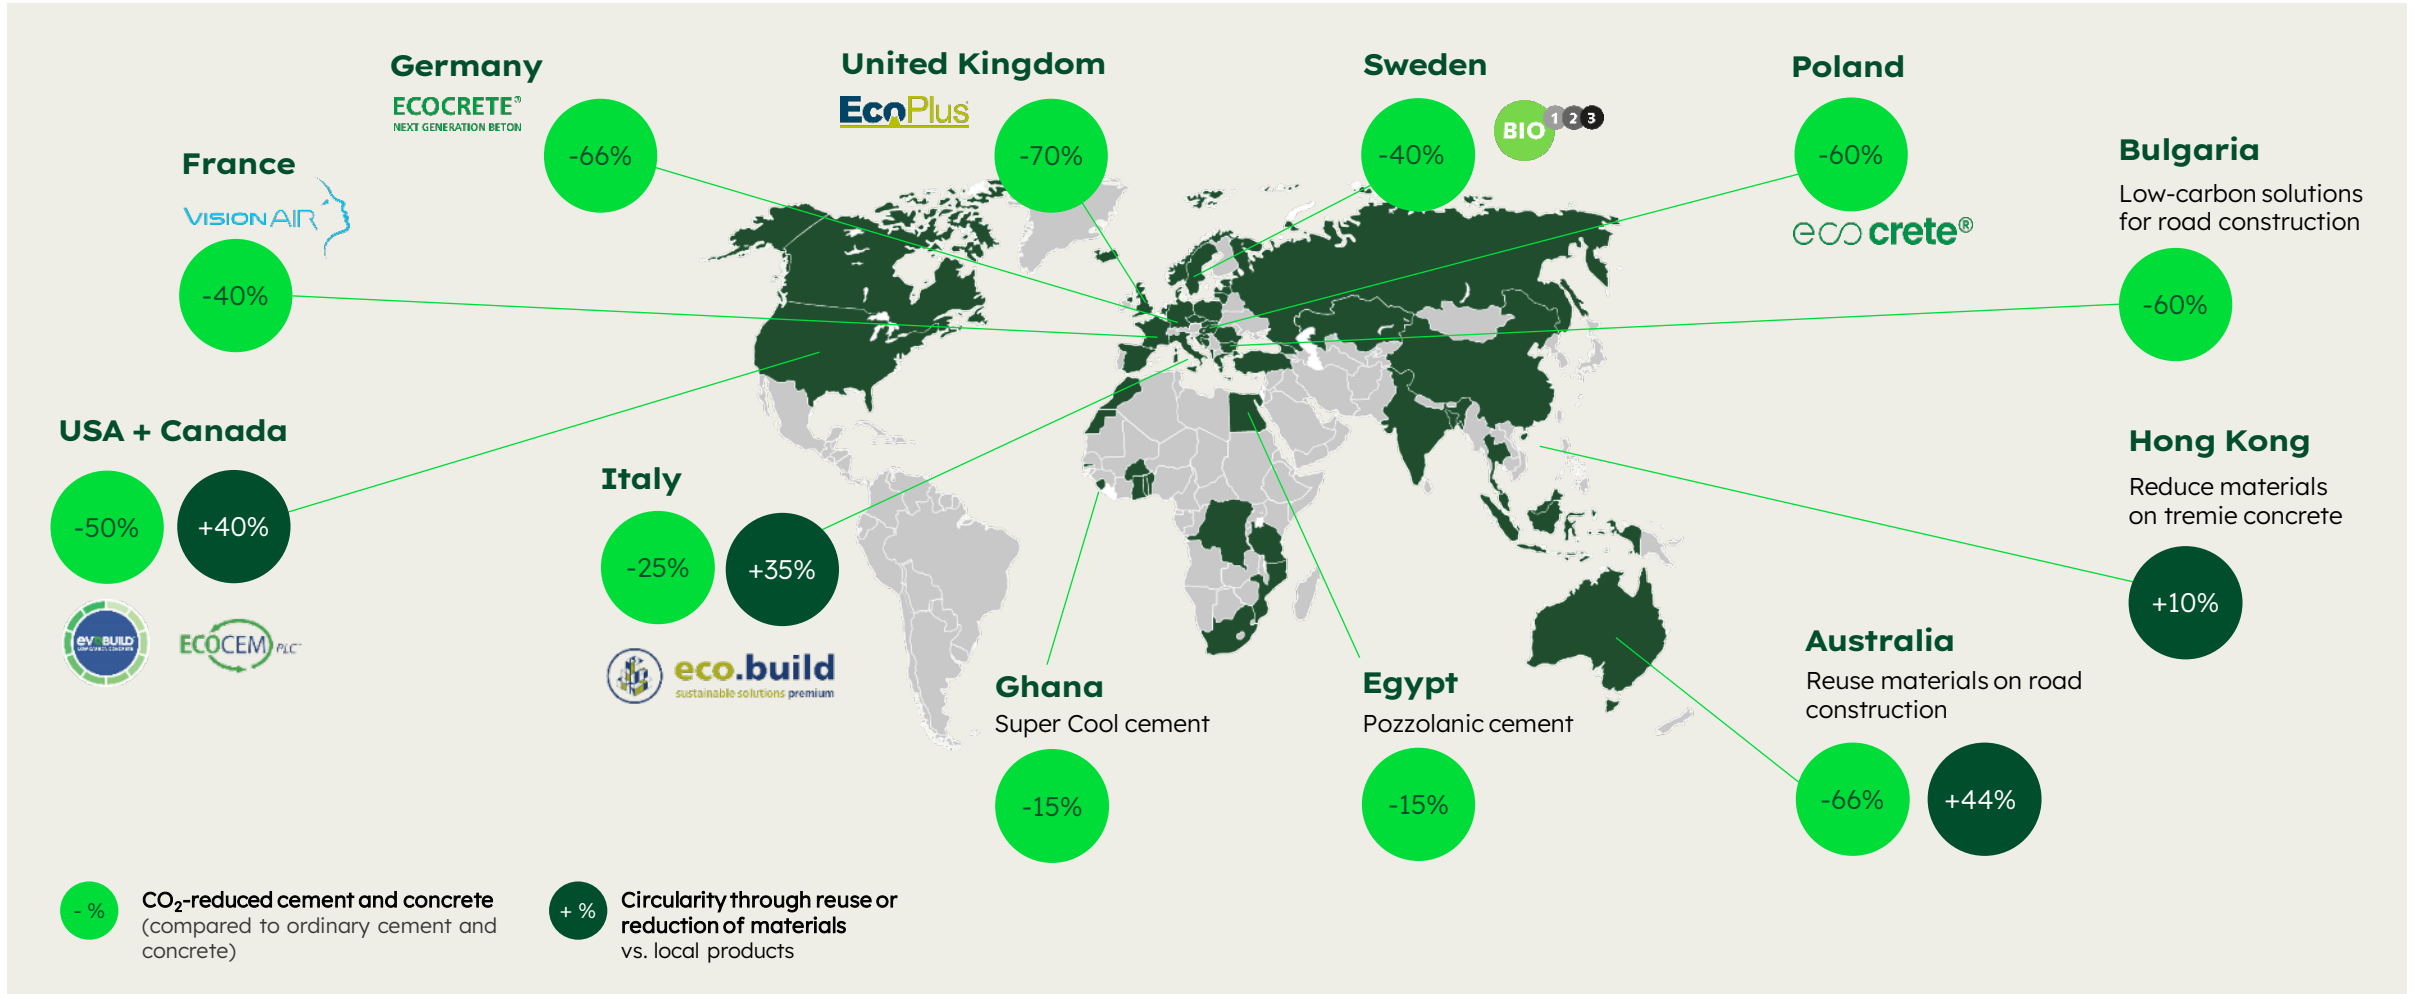 Germany
ECOCRETE®
NEXT GENERATION BETON
-66%
United Kingdom
EcoPlus
-70%
Sweden
-40%
BIO 1 2 3
Poland
-60%
ecocrete®
Bulgaria
Low-carbon solutions
for road construction
-60%
France
VISIONAIR
-40%
USA + Canada
-50%
+40%
EVOBUILD
LOW CARBON CONCRETE
ECOCEM PLC
Italy
-25%
+35%
eco.build
sustainable solutions premium
Ghana
Super Cool cement
-15%
Egypt
Pozzolanic cement
-15%
Hong Kong
Reduce materials
on tremie concrete
+10%
Australia
Reuse materials on road
construction
-66%
+44%
- %
CO₂-reduced cement and concrete
(compared to ordinary cement and
concrete)
+ %
Circularity through reuse or
reduction of materials
vs. local products